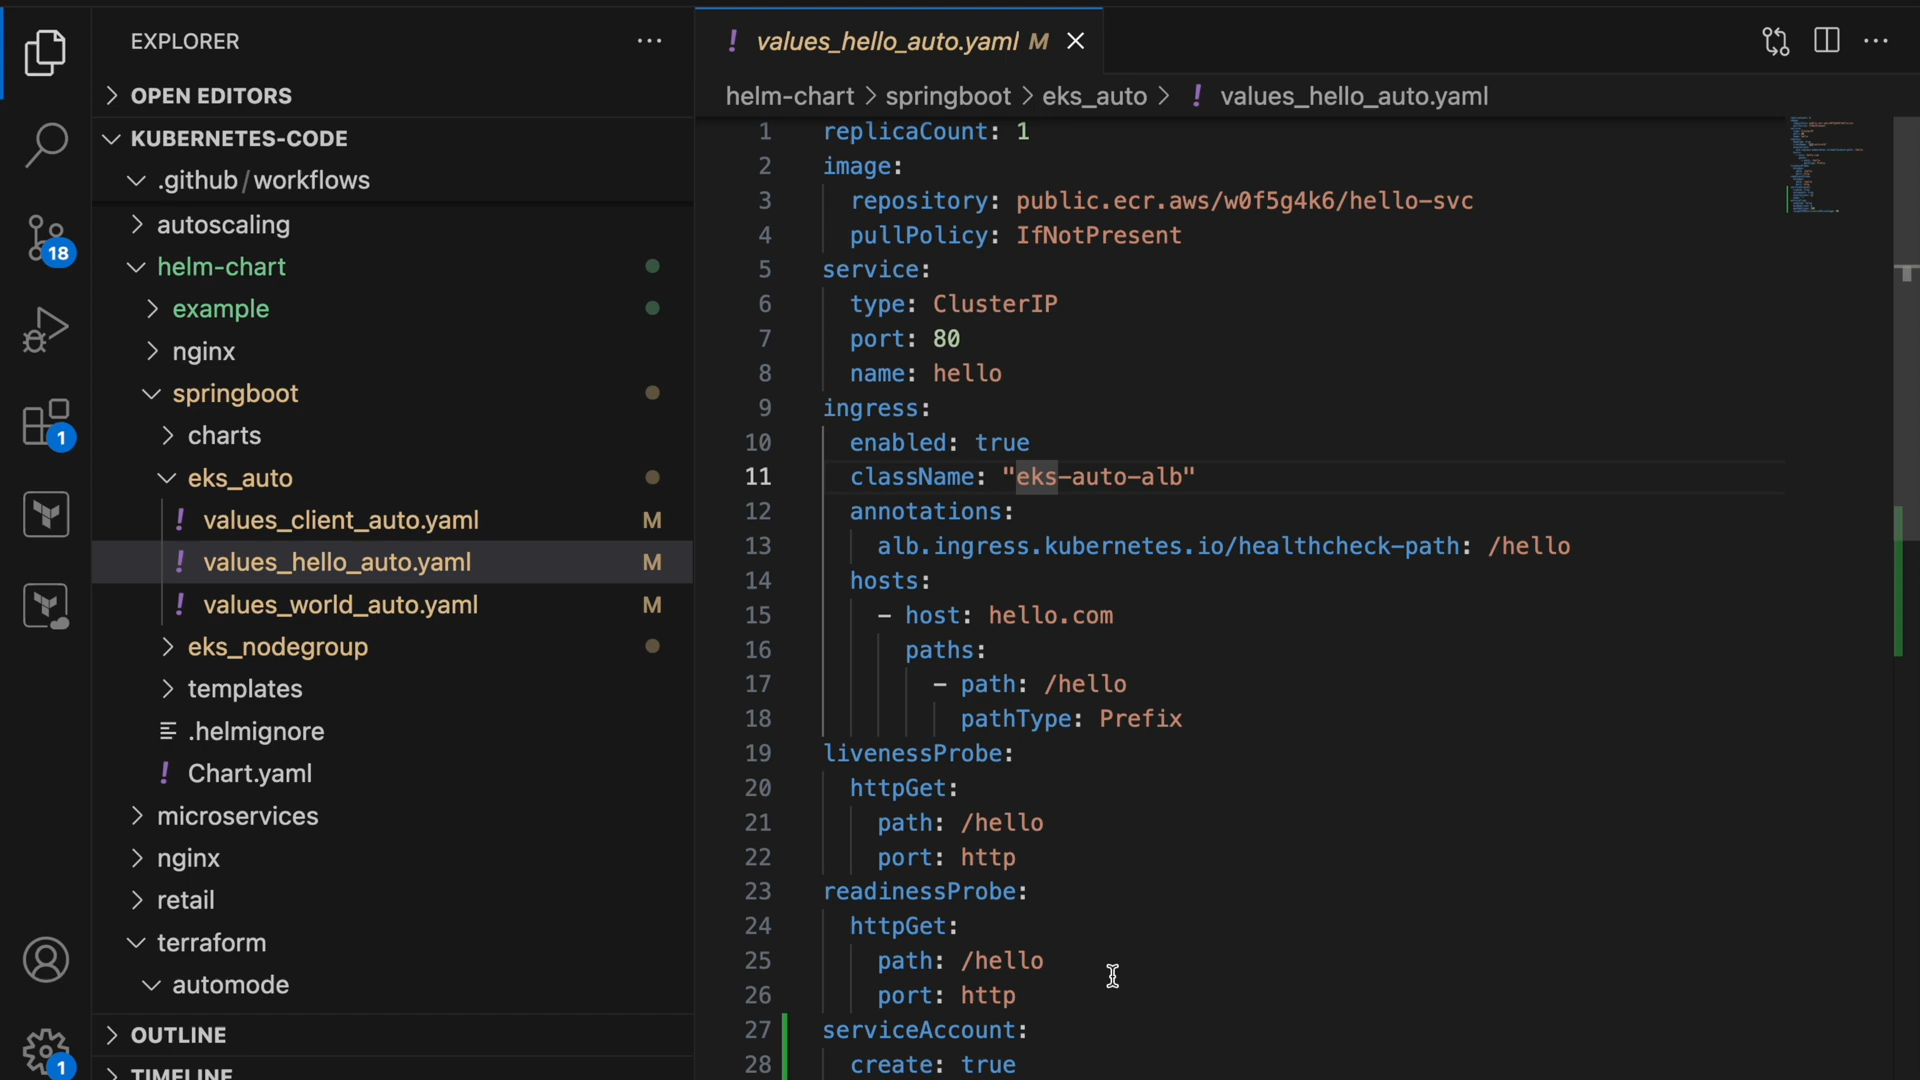 EXPLORER
OPEN EDITORS
KUBERNETES-CODE
.github/workflows
autoscaling
helm-chart
example
nginx
springboot
charts
eks_auto
! values_client_auto.yaml M
! values_hello_auto.yaml M
! values_world_auto.yaml M
eks_nodegroup
templates
.helmignore
! Chart.yaml
microservices
nginx
retail
terraform
automode
OUTLINE
TIMELINE
18
1
1
! values_hello_auto.yaml M
helm-chart > springboot > eks_auto > ! values_hello_auto.yaml
1 replicaCount: 1
2 image:
3 repository: public.ecr.aws/w0f5g4k6/hello-svc
4 pullPolicy: IfNotPresent
5 service:
6 type: ClusterIP
7 port: 80
8 name: hello
9 ingress:
10 enabled: true
11 className: "eks-auto-alb"
12 annotations:
13 alb.ingress.kubernetes.io/healthcheck-path: /hello
14 hosts:
15 - host: hello.com
16 paths:
17 - path: /hello
18 pathType: Prefix
19 livenessProbe:
20 httpGet:
21 path: /hello
22 port: http
23 readinessProbe:
24 httpGet:
25 path: /hello
26 port: http
27 serviceAccount:
28 create: true